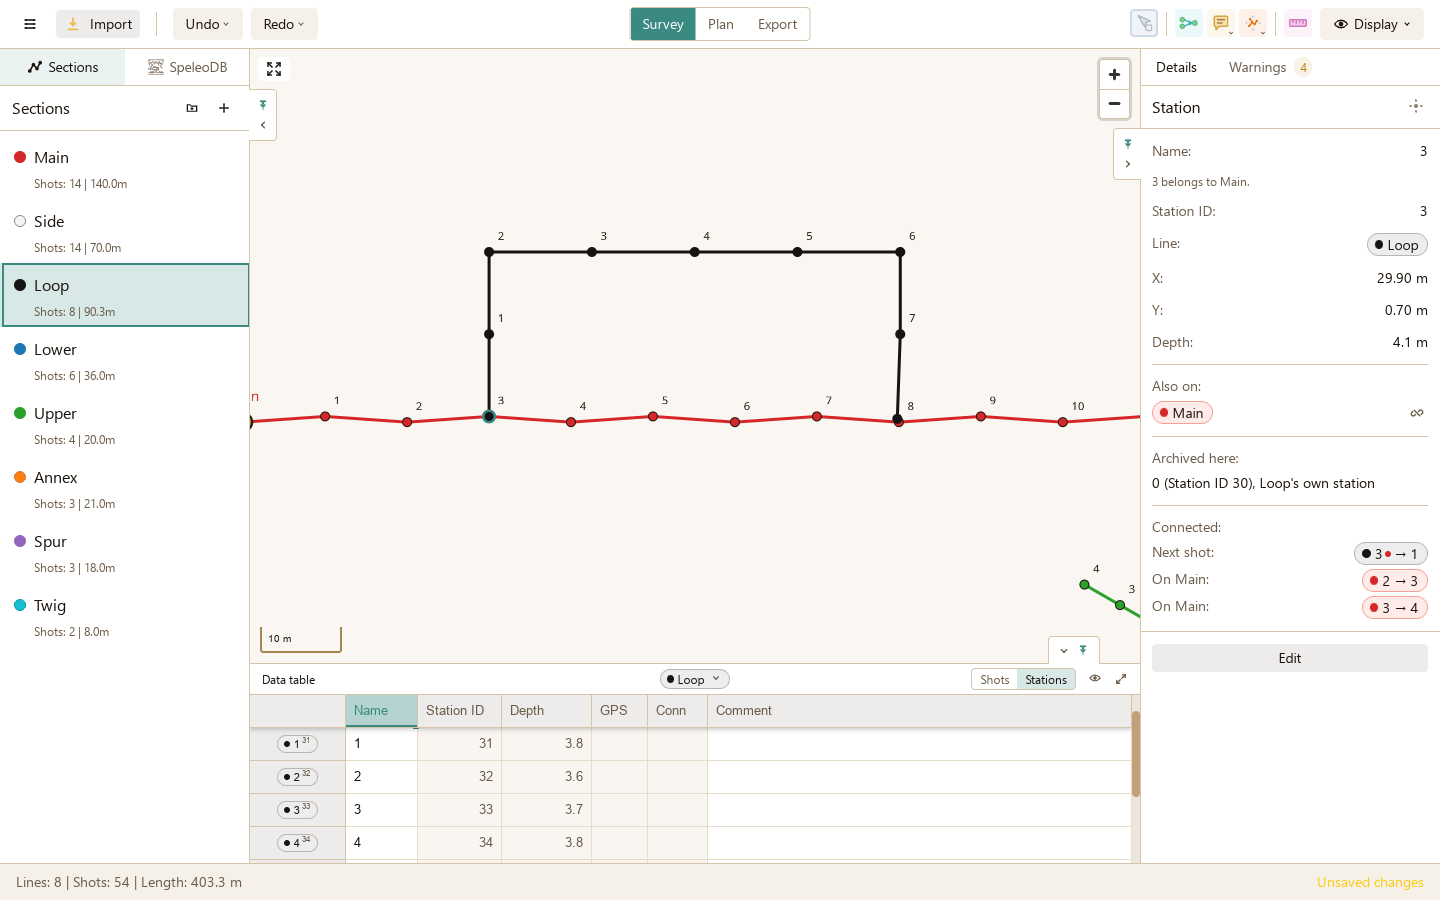 Import
Undo
Redo
Survey
Plan
Export
Display
Sections
SpeleoDB
Sections
Main
Shots: 14 | 140.0m
Side
Shots: 14 | 70.0m
Loop
Shots: 8 | 90.3m
Lower
Shots: 6 | 36.0m
Upper
Shots: 4 | 20.0m
Annex
Shots: 3 | 21.0m
Spur
Shots: 3 | 18.0m
Twig
Shots: 2 | 8.0m
2 3 4 5 6
1 7
n 1 2 3 4 5 6 7 8 9 10
4
3
10 m
Data table
Loop
Shots
Stations
Name Station ID Depth GPS Conn Comment
1 31 1 31 3.8
2 32 2 32 3.6
3 33 3 33 3.7
4 34 4 34 3.8
Details
Warnings 4
Station
Name: 3
3 belongs to Main.
Station ID: 3
Line: Loop
X: 29.90 m
Y: 0.70 m
Depth: 4.1 m
Also on:
Main
Archived here:
0 (Station ID 30), Loop's own station
Connected:
Next shot: 3 → 1
On Main: 2 → 3
On Main: 3 → 4
Edit
Lines: 8 | Shots: 54 | Length: 403.3 m
Unsaved changes